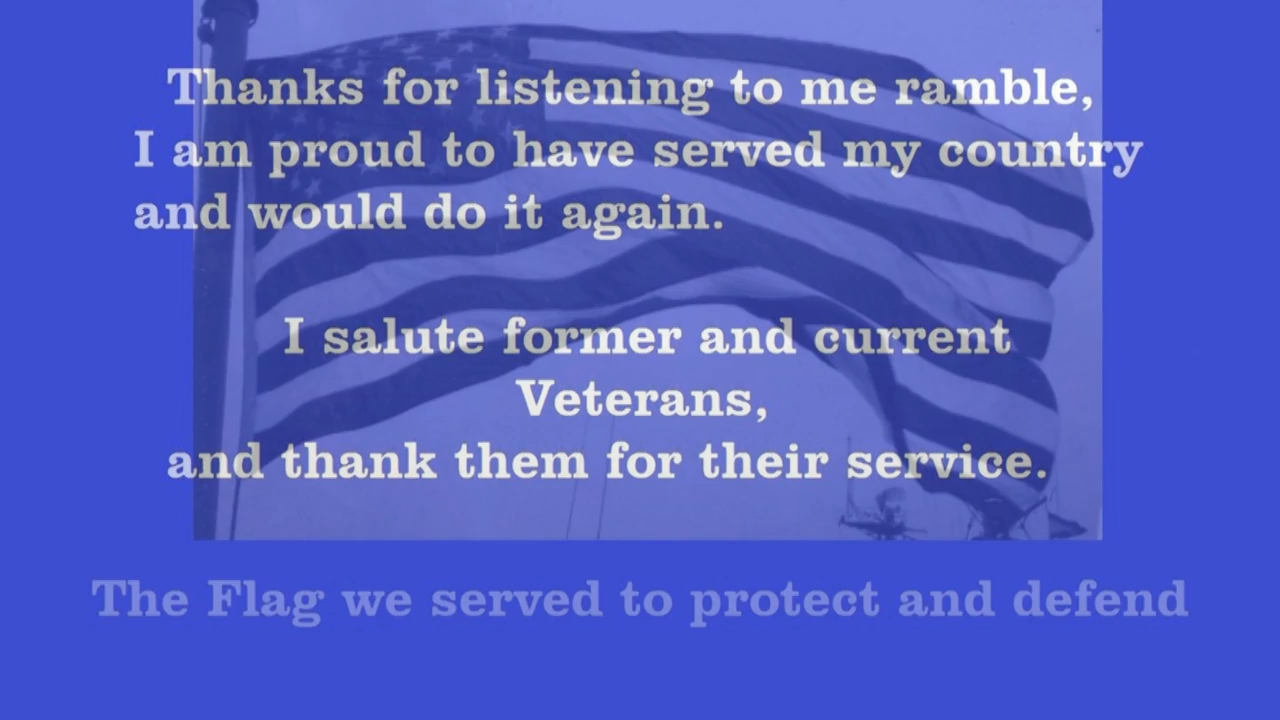 Thanks for listening to me ramble,
I am proud to have served my country
and would do it again.
I salute former and current
Veterans,
and thank them for their service.
The Flag we served to protect and defend